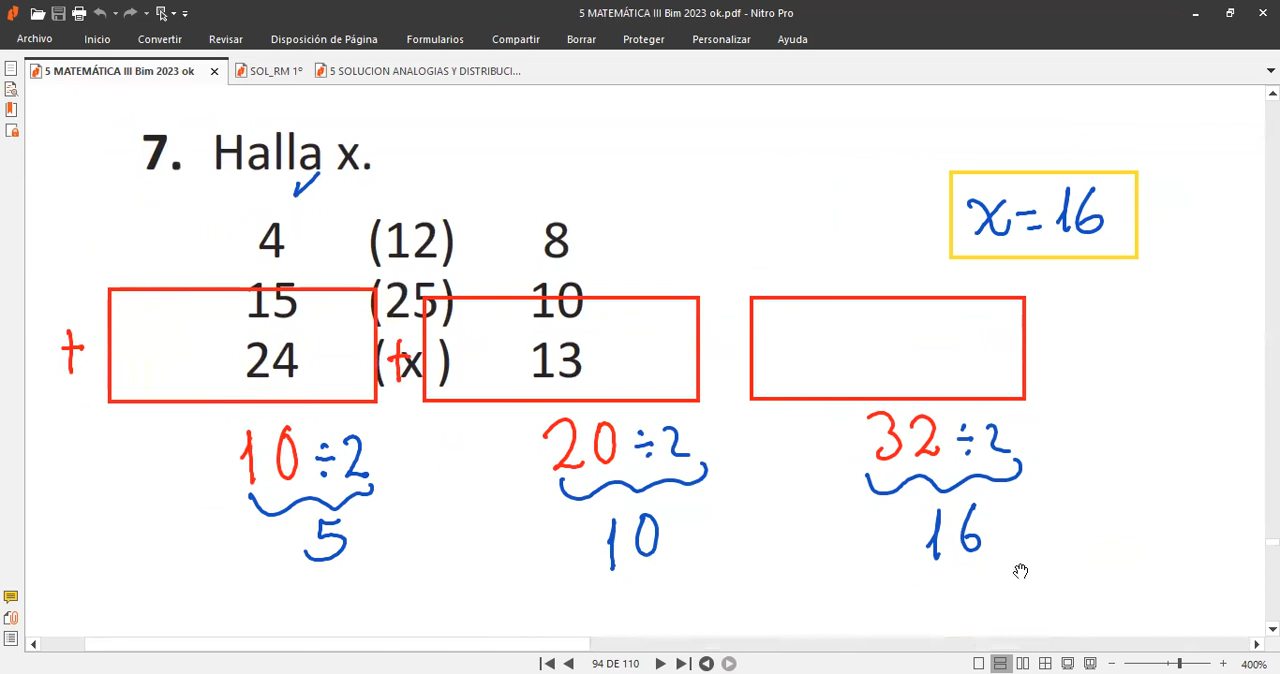 5 MATEMÁTICA III Bim 2023 ok.pdf - Nitro Pro
Archivo Inicio Convertir Revisar Disposición de Página Formularios Compartir Borrar Proteger Personalizar Ayuda
5 MATEMÁTICA III Bim 2023 ok SOL_RM 1º 5 SOLUCION ANALOGIAS Y DISTRIBUCI...
7. Halla x.
x=16
4 (12) 8
15 (25) 10
24 ( x ) 13
+ +
10÷2 20÷2 32÷2
5 10 16
94 DE 110
400%